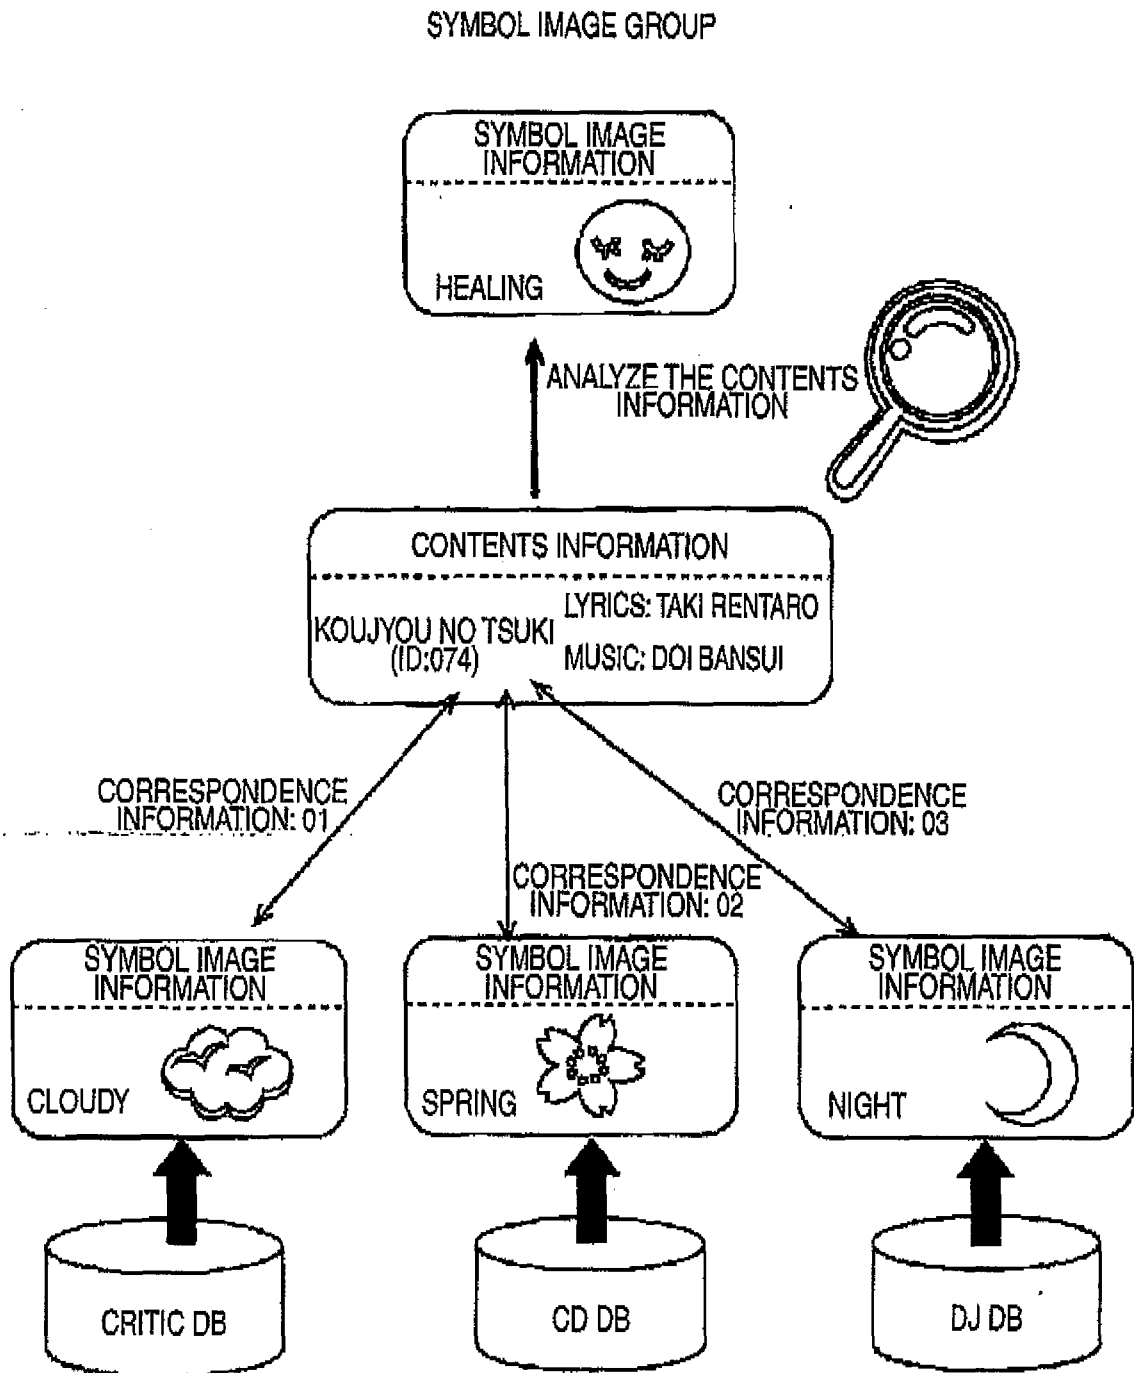 SYMBOL IMAGE GROUP
SYMBOL IMAGE
INFORMATION
HEALING
ANALYZE THE CONTENTS
INFORMATION
CONTENTS INFORMATION
KOUJYOU NO TSUKI
(ID:074)
LYRICS: TAKI RENTARO
MUSIC: DOI BANSUI
CORRESPONDENCE
INFORMATION: 01
CORRESPONDENCE
INFORMATION: 02
CORRESPONDENCE
INFORMATION: 03
SYMBOL IMAGE
INFORMATION
CLOUDY
SYMBOL IMAGE
INFORMATION
SPRING
SYMBOL IMAGE
INFORMATION
NIGHT
CRITIC DB
CD DB
DJ DB